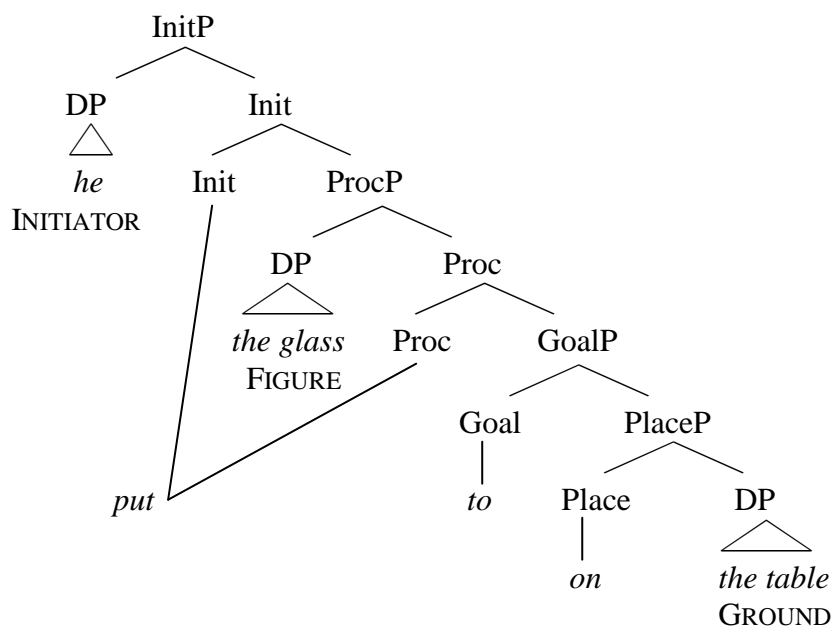 InitP
DP Init
he Init ProcP
INITIATOR
DP Proc
the glass Proc GoalP
FIGURE
Goal PlaceP
put to Place DP
on the table
GROUND